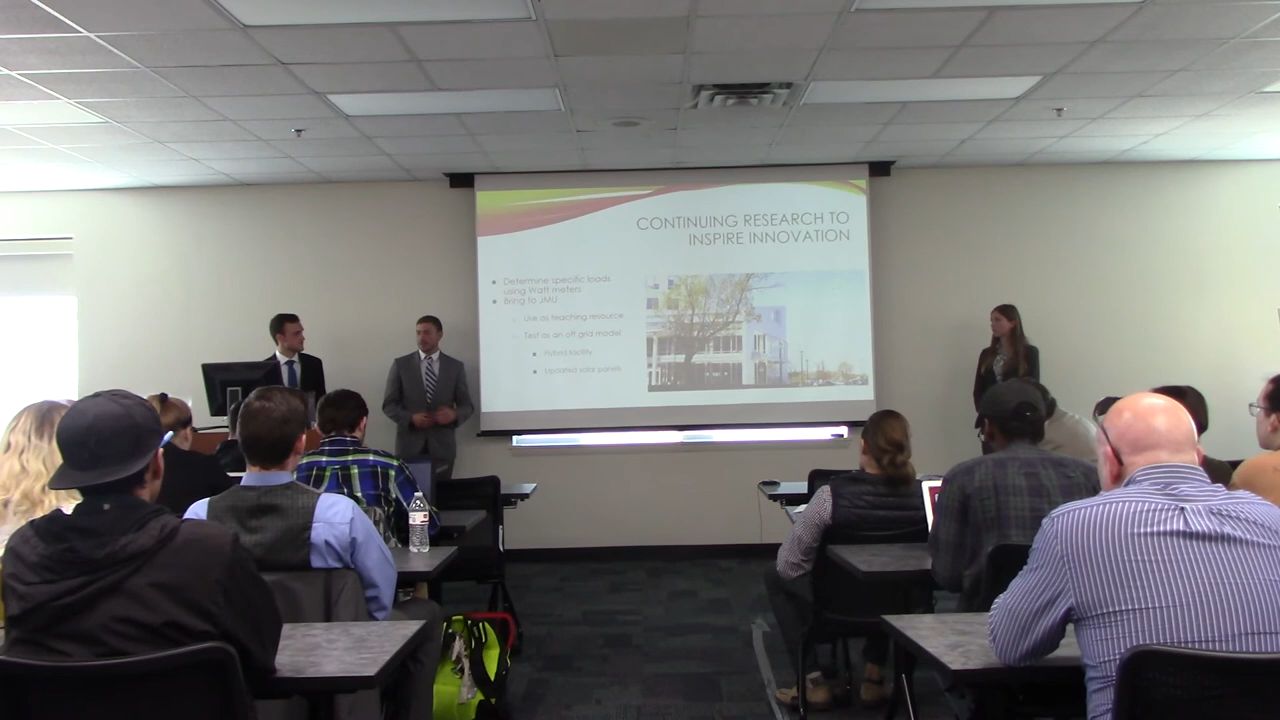 CONTINUING RESEARCH TO
INSPIRE INNOVATION
Determine specific loads
using Watt meters
Bring to JMU
Use as teaching resource
Test as an off grid model
Hybrid facility
Updated solar panels